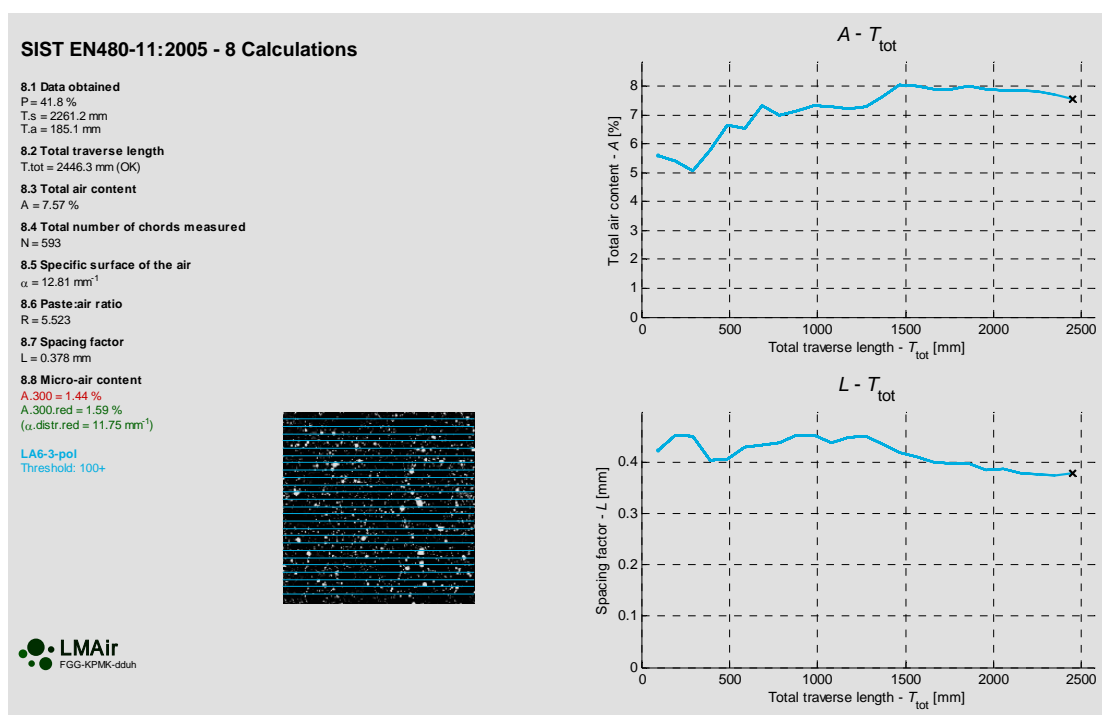 SIST EN480-11:2005 - 8 Calculations
8.1 Data obtained
P = 41.8 %
T.s = 2261.2 mm
T.a = 185.1 mm
8.2 Total traverse length
T.tot = 2446.3 mm (OK)
8.3 Total air content
A = 7.57 %
8.4 Total number of chords measured
N = 593
8.5 Specific surface of the air
α = 12.81 mm⁻¹
8.6 Paste:air ratio
R = 5.523
8.7 Spacing factor
L = 0.378 mm
8.8 Micro-air content
A.300 = 1.44 %
A.300.red = 1.59 %
(α.distr.red = 11.75 mm⁻¹)
LA6-3-pol
Threshold: 100+
LMAir
FGG-KPMK-dduh
A - Ttot
Total air content - A [%]
8
7
6
5
4
3
2
1
0
0 500 1000 1500 2000 2500
Total traverse length - Ttot [mm]
L - Ttot
Spacing factor - L [mm]
0.4
0.3
0.2
0.1
0
0 500 1000 1500 2000 2500
Total traverse length - Ttot [mm]